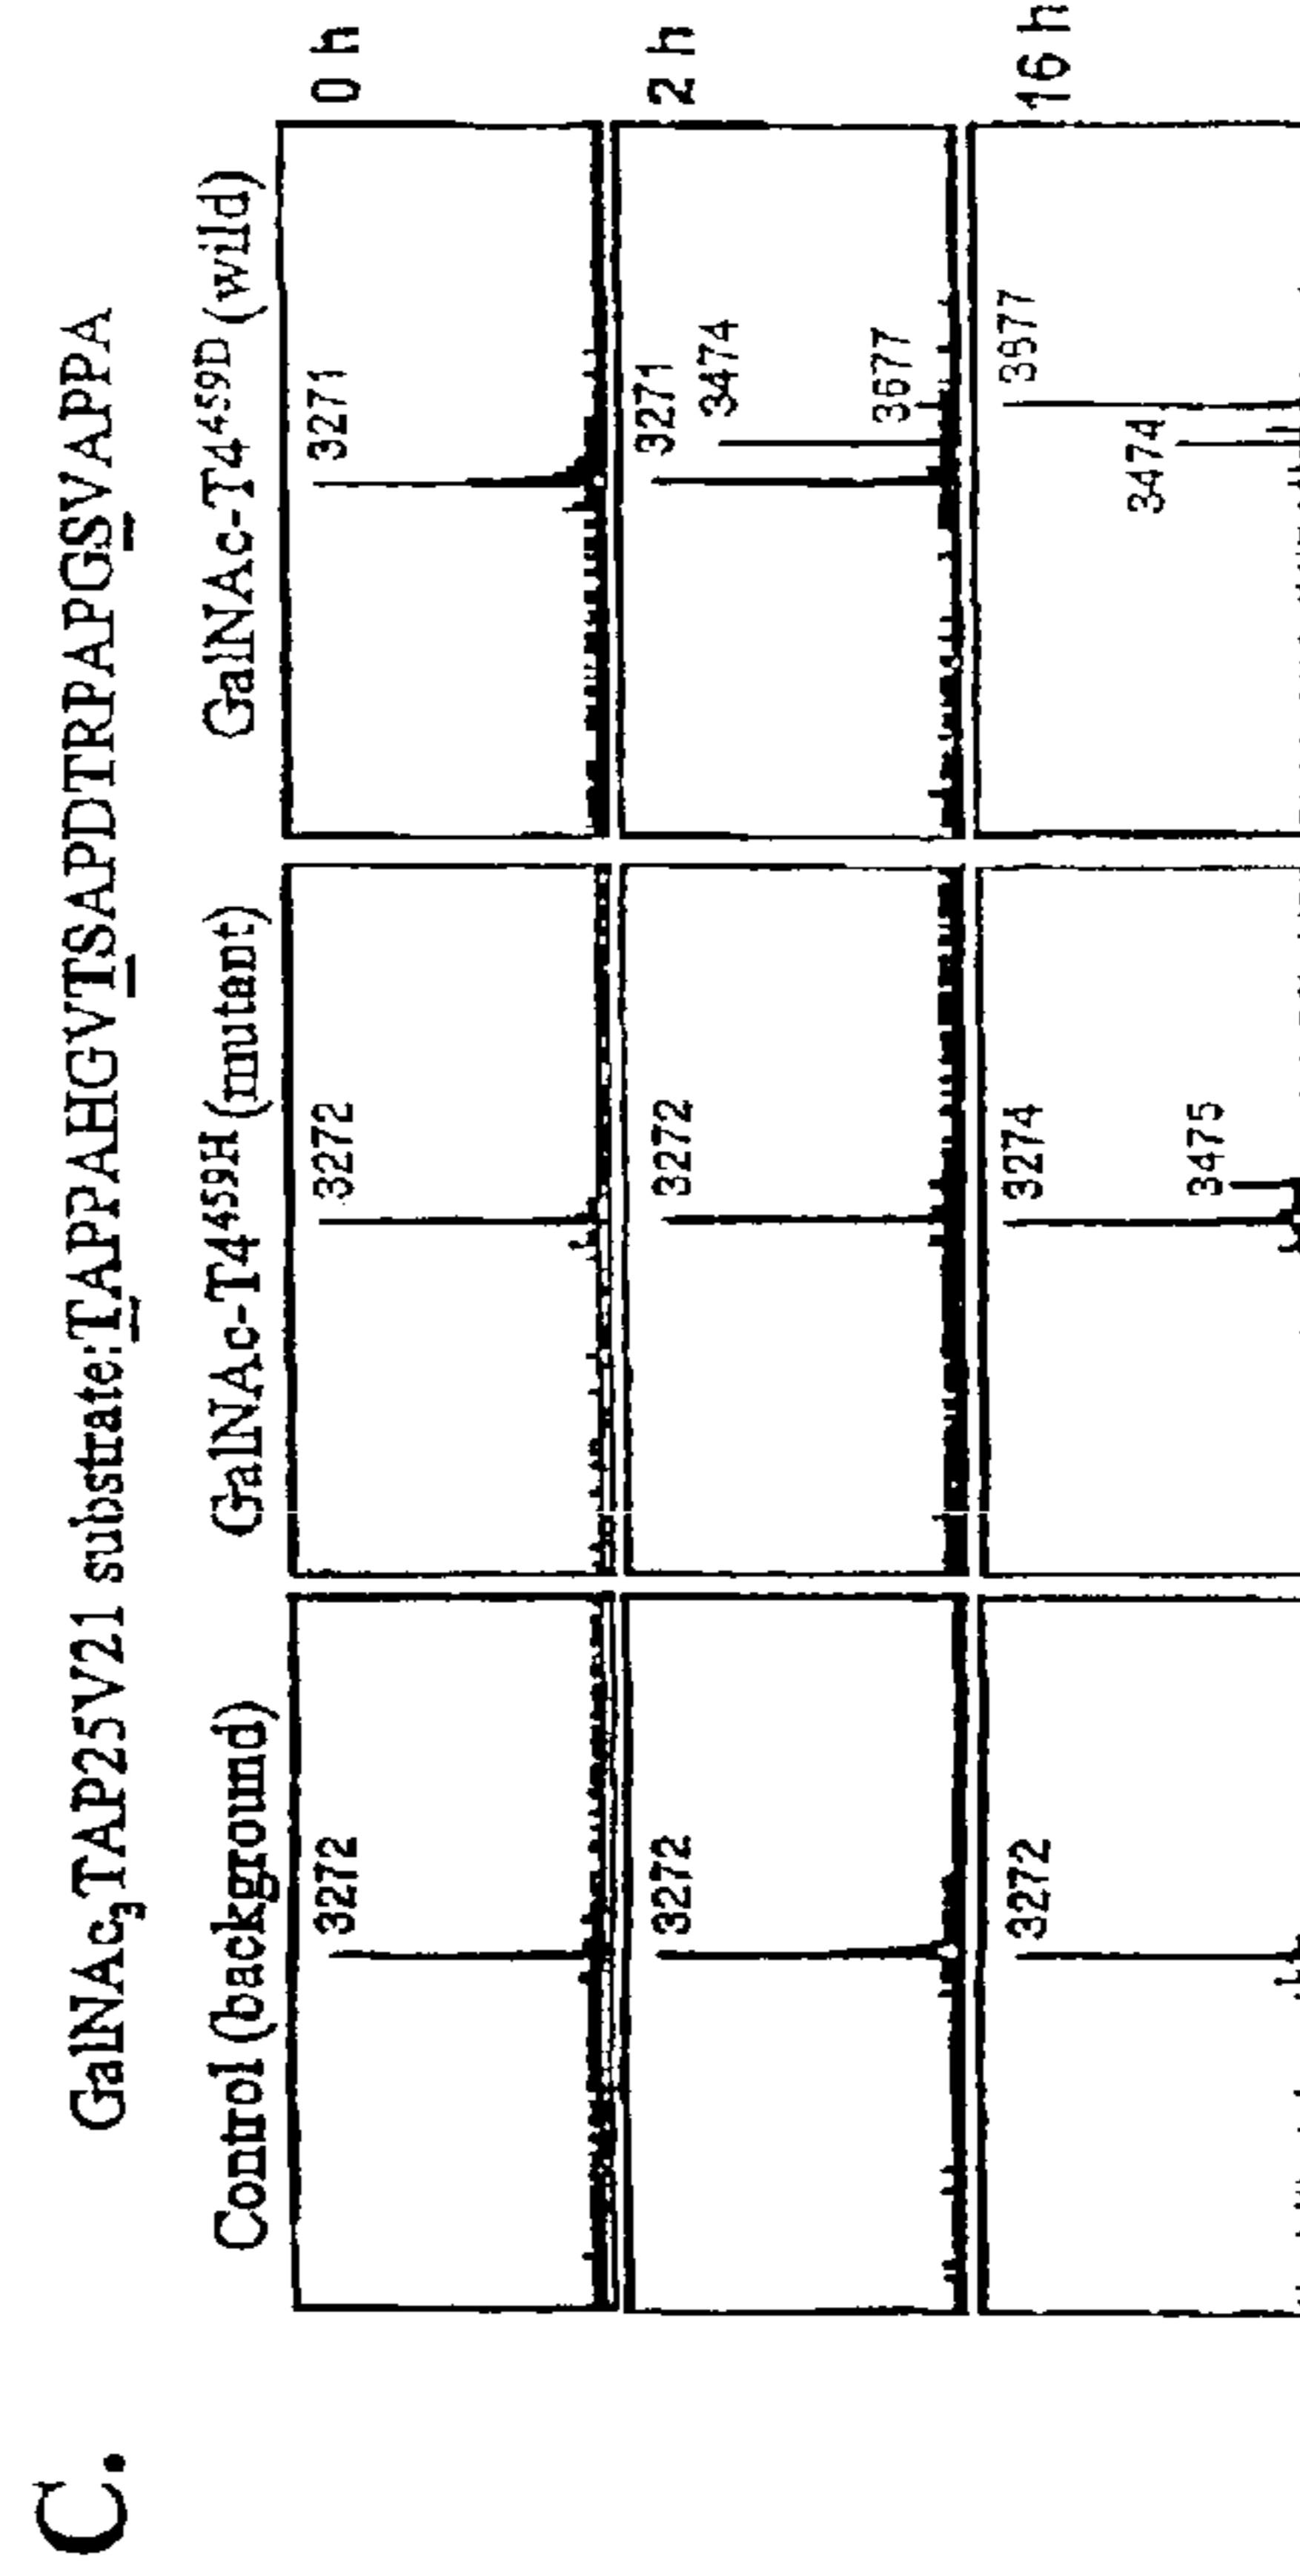 C.
GalNAc3TAP25V21 substrate:TAPPAHGVTSAPDTRPAPGSVAPPA
Control (background)
GalNAc-T4459H (mutant)
GalNAc-T4459D (wild)
3272
3272
3271
0 h
3272
3272
3271
3474
3677
2 h
3272
3274
3475
3474
3877
16 h